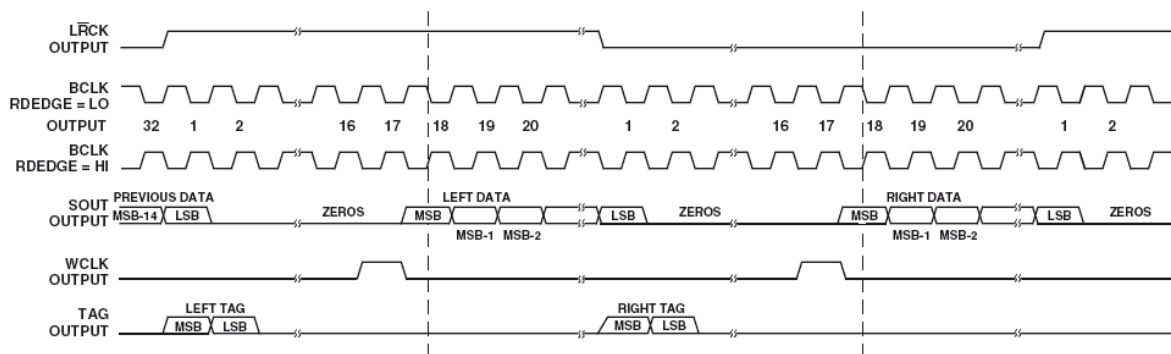 LRCK
OUTPUT
BCLK
RDEDGE = LO
OUTPUT 32 1 2 16 17 18 19 20 1 2 16 17 18 19 20 1 2
BCLK
RDEDGE = HI
PREVIOUS DATA LEFT DATA RIGHT DATA
SOUT
OUTPUT MSB-14 LSB ZEROS MSB LSB ZEROS MSB LSB ZEROS
MSB-1 MSB-2 MSB-1 MSB-2
WCLK
OUTPUT
LEFT TAG RIGHT TAG
TAG
OUTPUT MSB LSB MSB LSB